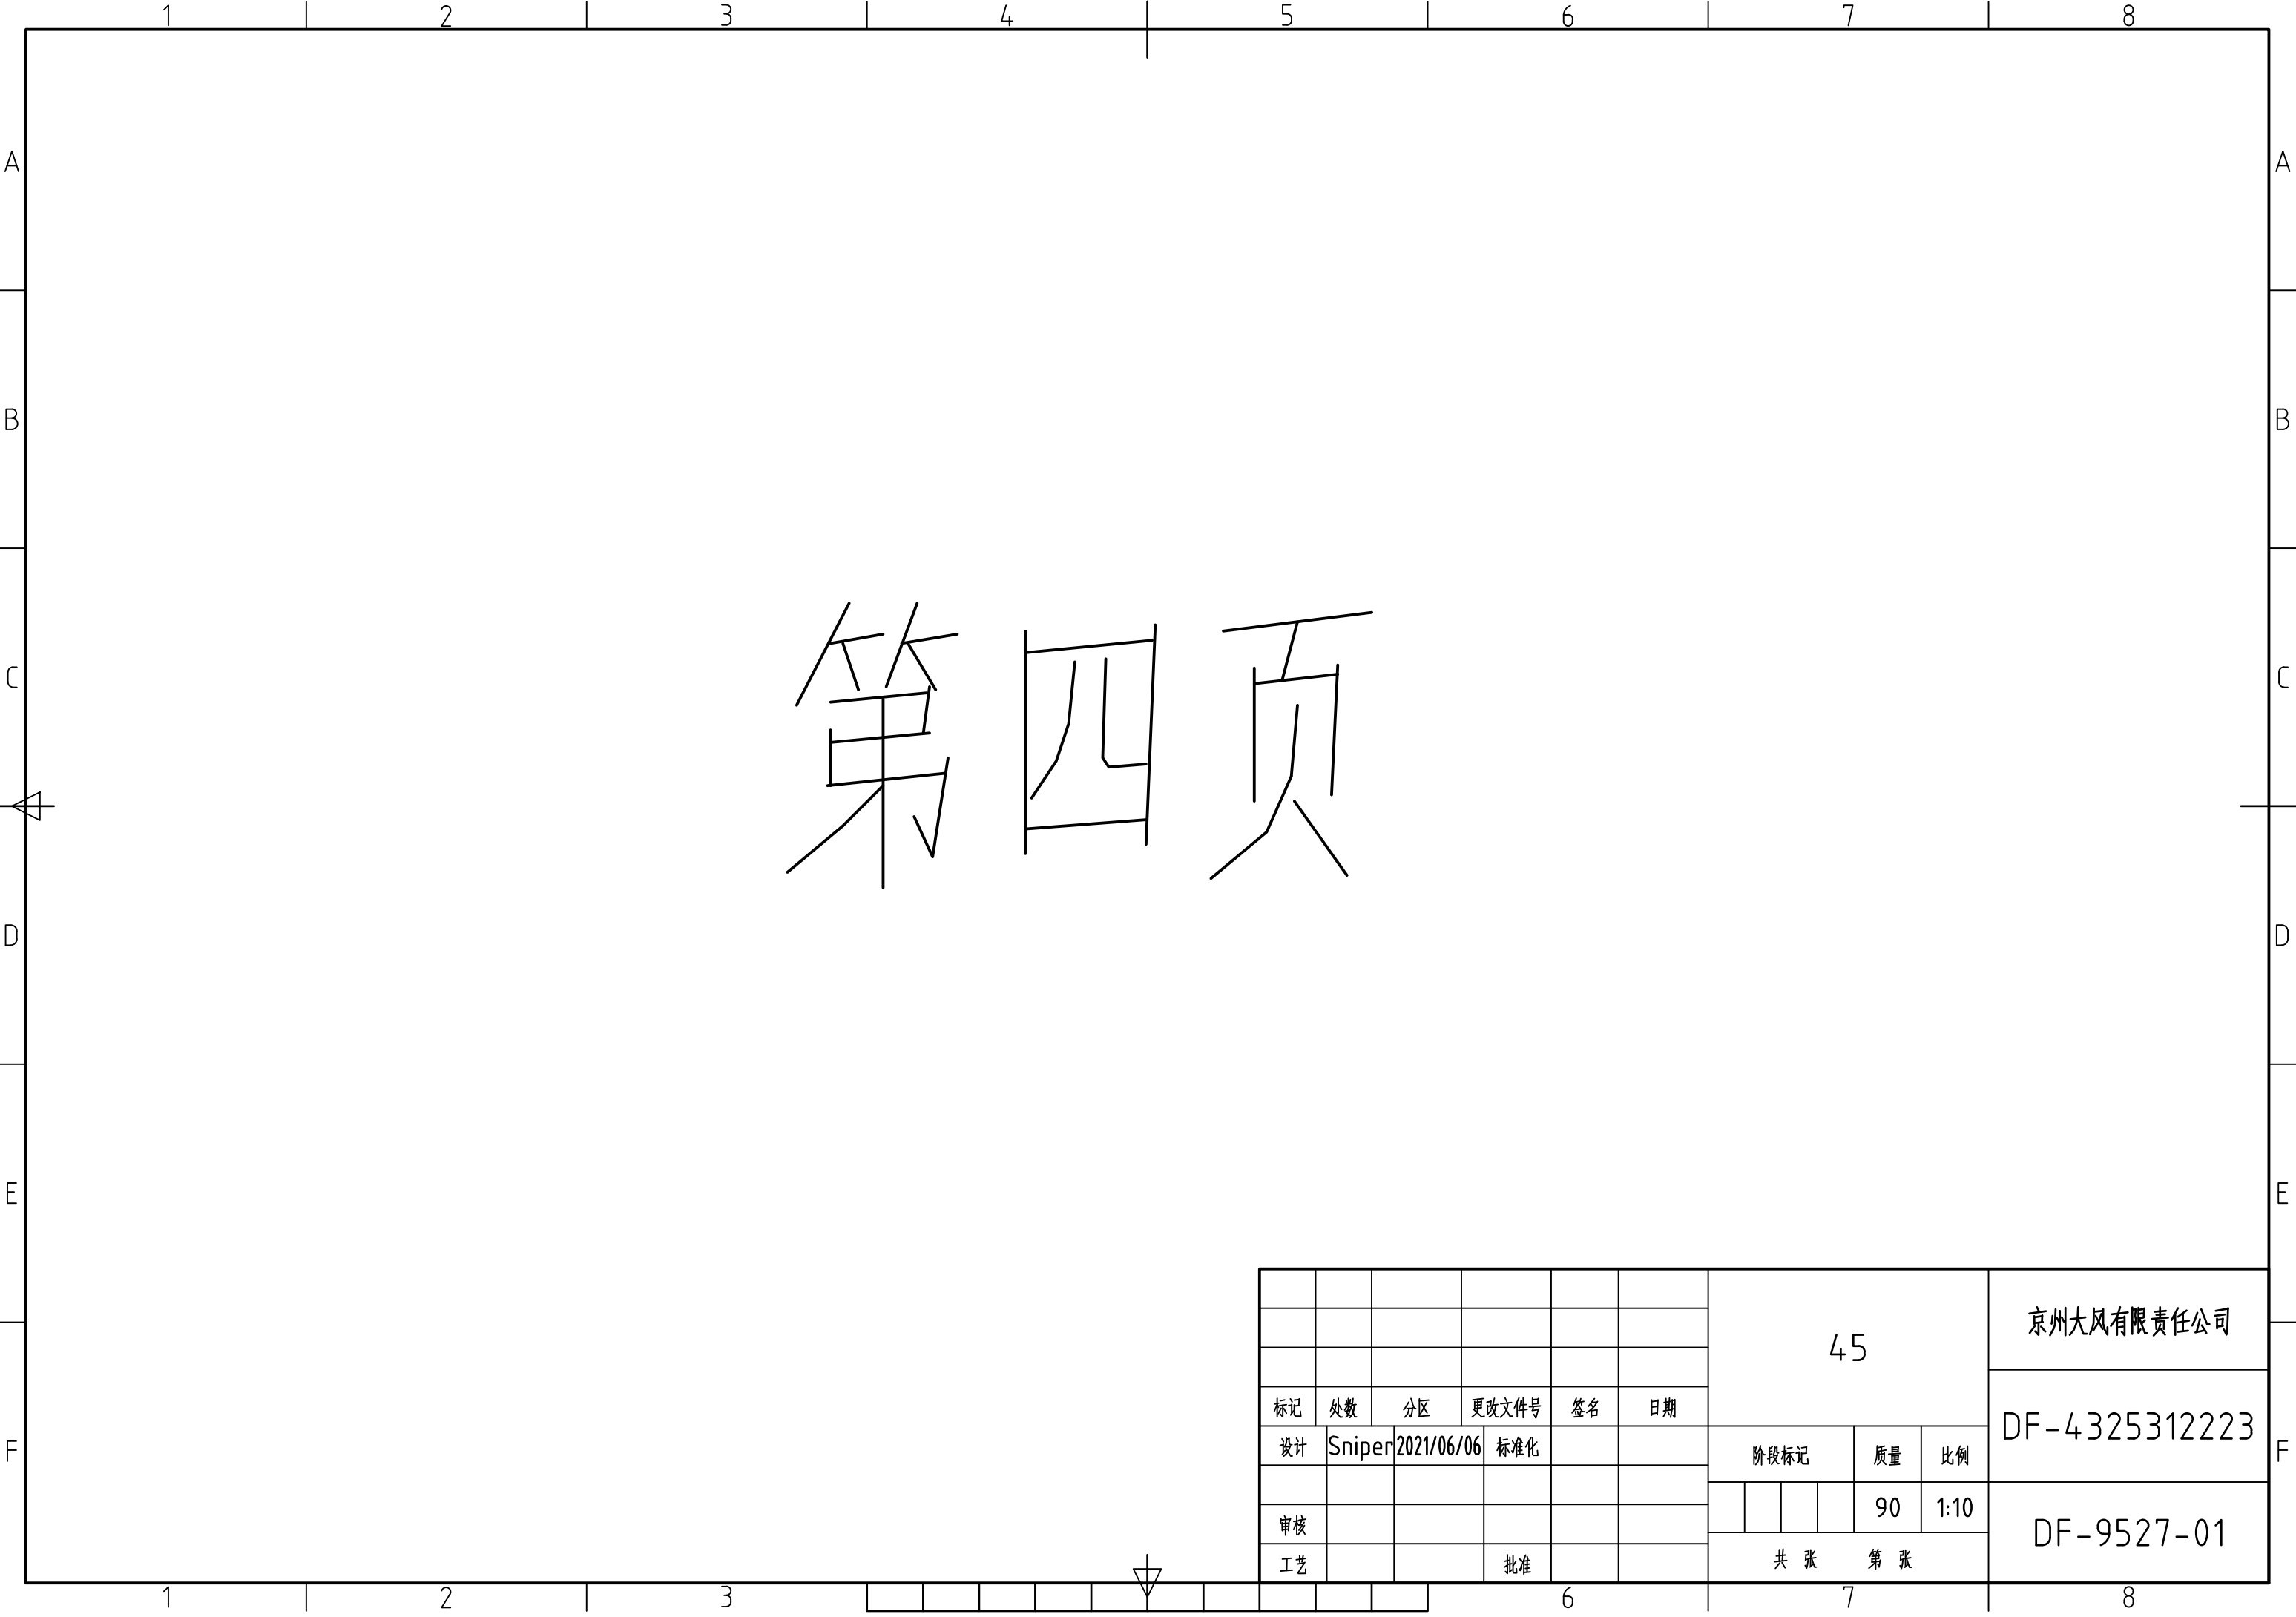 1 2 3 4 5 6 7 8
A A
B B
第四页
C C
D D
E E
京州大风有限责任公司
45
标记 处数 分区 更改文件号 签名 日期
DF-4325312223
F F
设计 Sniper 2021/06/06 标准化
阶段标记 质量 比例
90 1:10
审核
DF-9527-01
共 张 第 张
工艺 批准
1 2 3 6 7 8